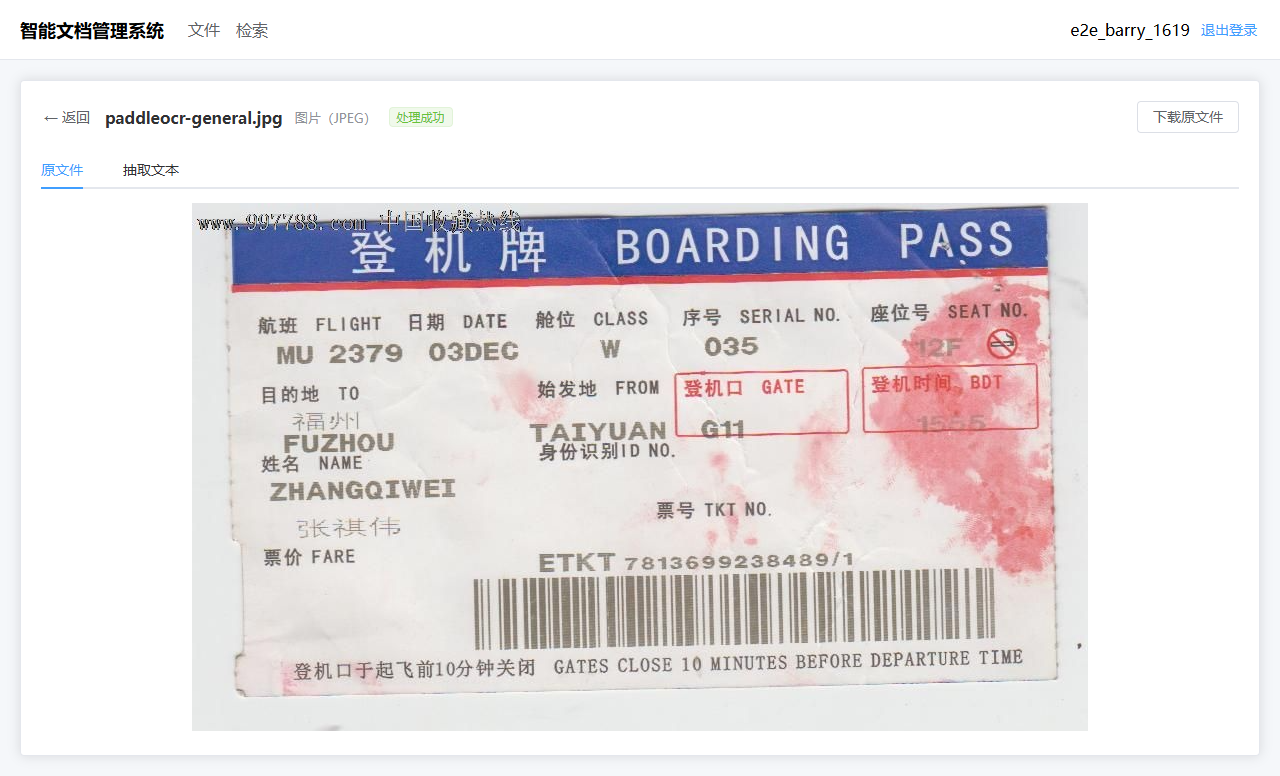 智能文档管理系统 文件 检索 e2e_barry_1619 退出登录
← 返回 paddleocr-general.jpg 图片（JPEG） 处理成功 下载原文件
原文件 抽取文本
www.997788.com 中国收藏热线
登机牌 BOARDING PASS
航班 FLIGHT 日期 DATE 舱位 CLASS 序号 SERIAL NO. 座位号 SEAT NO.
MU 2379 03DEC W 035 12F
目的地 TO 始发地 FROM 登机口 GATE 登机时间 BDT
福州
FUZHOU TAIYUAN G11 1555
姓名 NAME 身份识别ID NO.
ZHANGQIWEI
张祺伟 票号 TKT NO.
票价 FARE ETKT 7813699238489/1
登机口于起飞前10分钟关闭 GATES CLOSE 10 MINUTES BEFORE DEPARTURE TIME